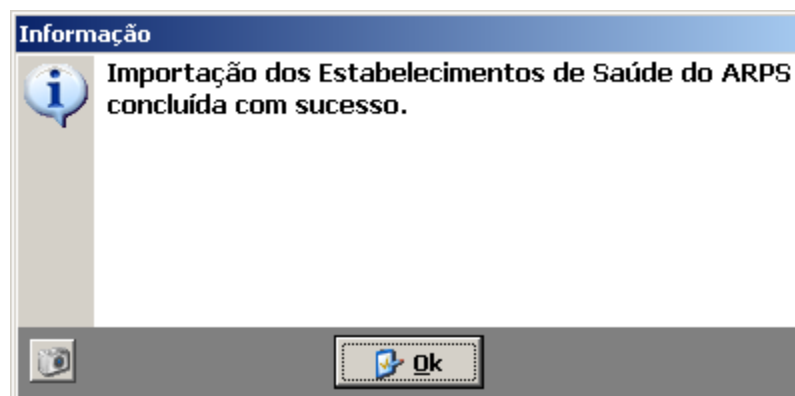 Informação
Importação dos Estabelecimentos de Saúde do ARPS
concluída com sucesso.
Ok